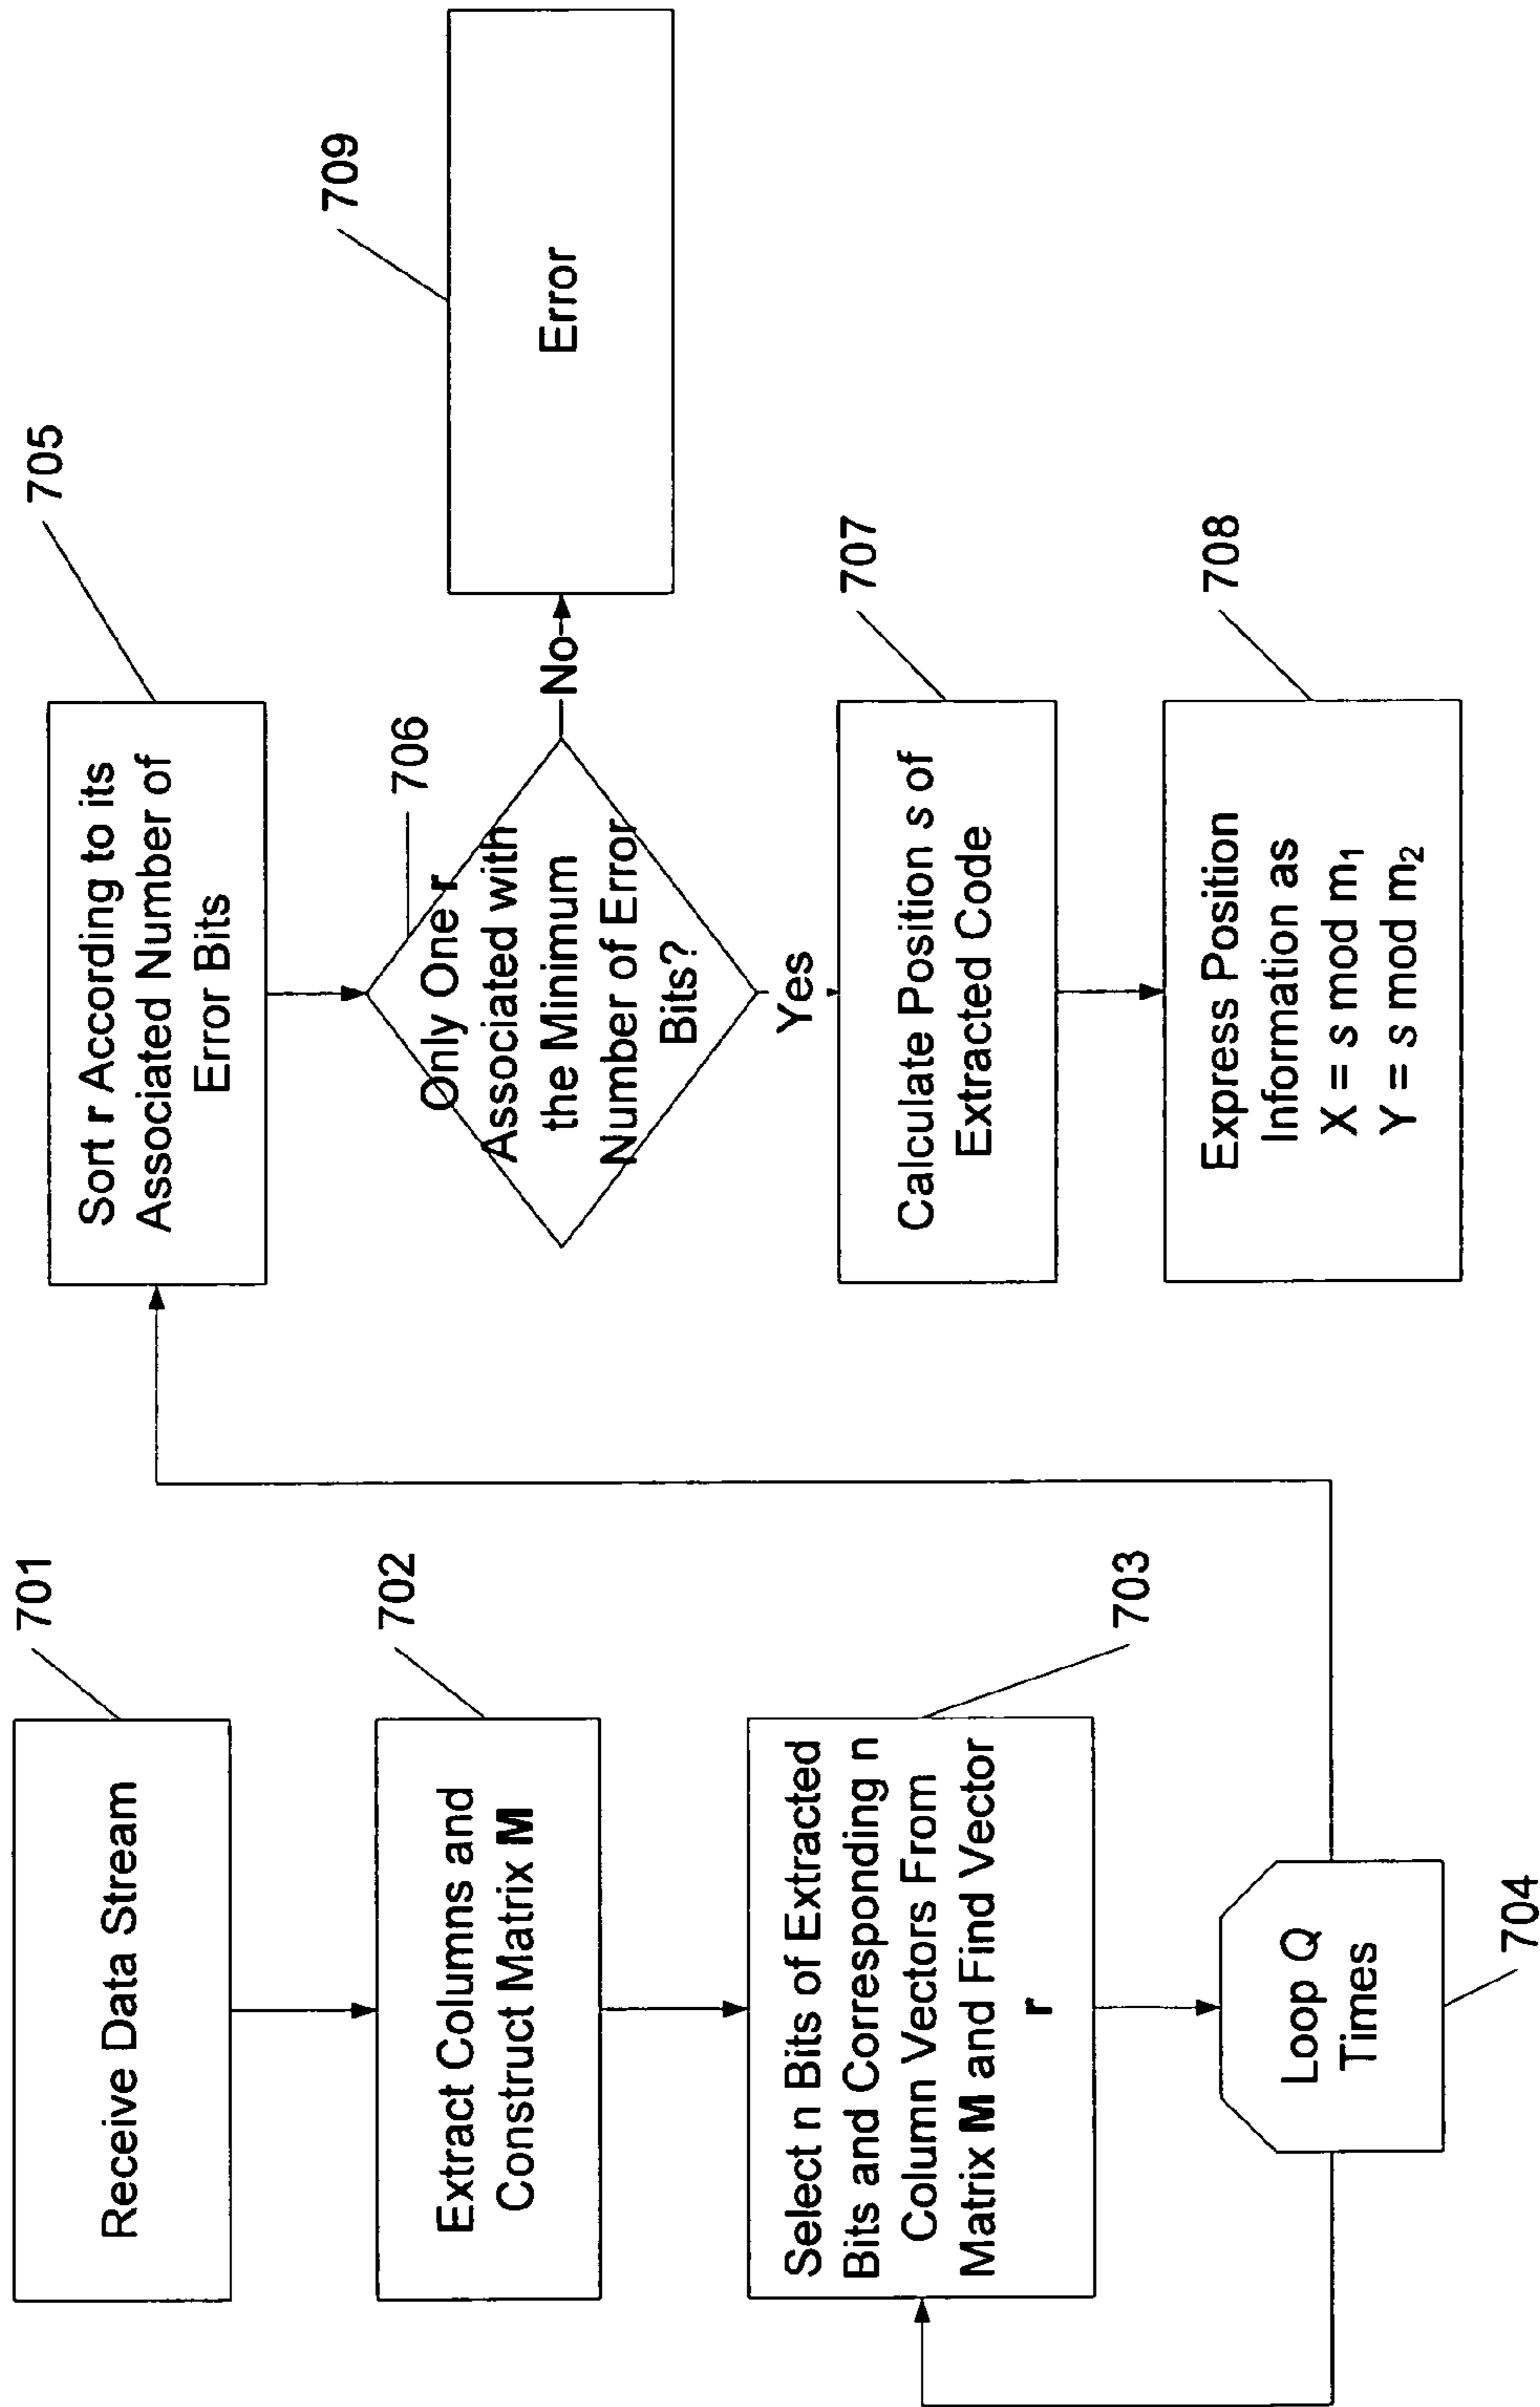 701
Receive Data Stream
702
Extract Columns and
Construct Matrix M
703
Select n Bits of Extracted
Bits and Corresponding n
Column Vectors From
Matrix M and Find Vector
r
Loop Q
Times
704
705
Sort r According to its
Associated Number of
Error Bits
706
Only One r
Associated with
the Minimum
Number of Error
Bits?
No
709
Error
Yes
707
Calculate Position s of
Extracted Code
708
Express Position
Information as
X = s mod m₁
Y = s mod m₂